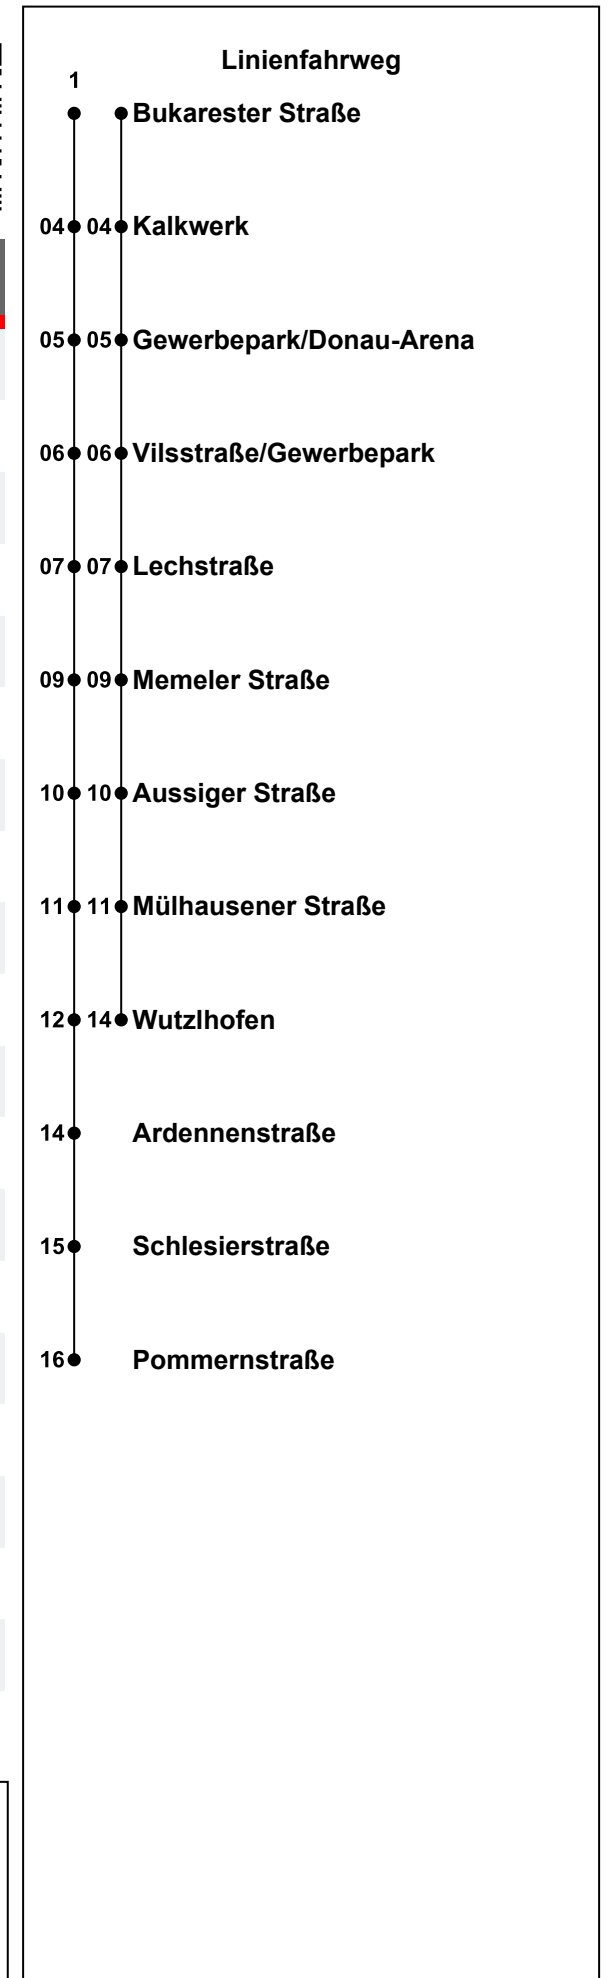 Linienfahrweg
1
Bukarester Straße
04 04 Kalkwerk
05 05 Gewerbepark/Donau-Arena
06 06 Vilsstraße/Gewerbepark
07 07 Lechstraße
09 09 Memeler Straße
10 10 Aussiger Straße
11 11 Mülhausener Straße
12 14 Wutzlhofen
14 Ardennenstraße
15 Schlesierstraße
16 Pommernstraße